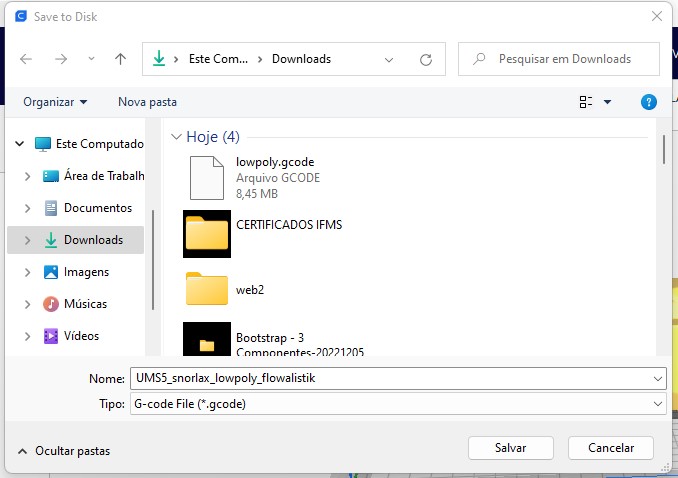 Save to Disk
Este Com... Downloads
Pesquisar em Downloads
Organizar
Nova pasta
Este Computado
Área de Trabalh
Documentos
Downloads
Imagens
Músicas
Vídeos
Hoje (4)
lowpoly.gcode
Arquivo GCODE
8,45 MB
CERTIFICADOS IFMS
web2
Bootstrap - 3
Componentes-20221205
Nome: UMS5_snorlax_lowpoly_flowalistik
Tipo: G-code File (*.gcode)
Ocultar pastas
Salvar
Cancelar